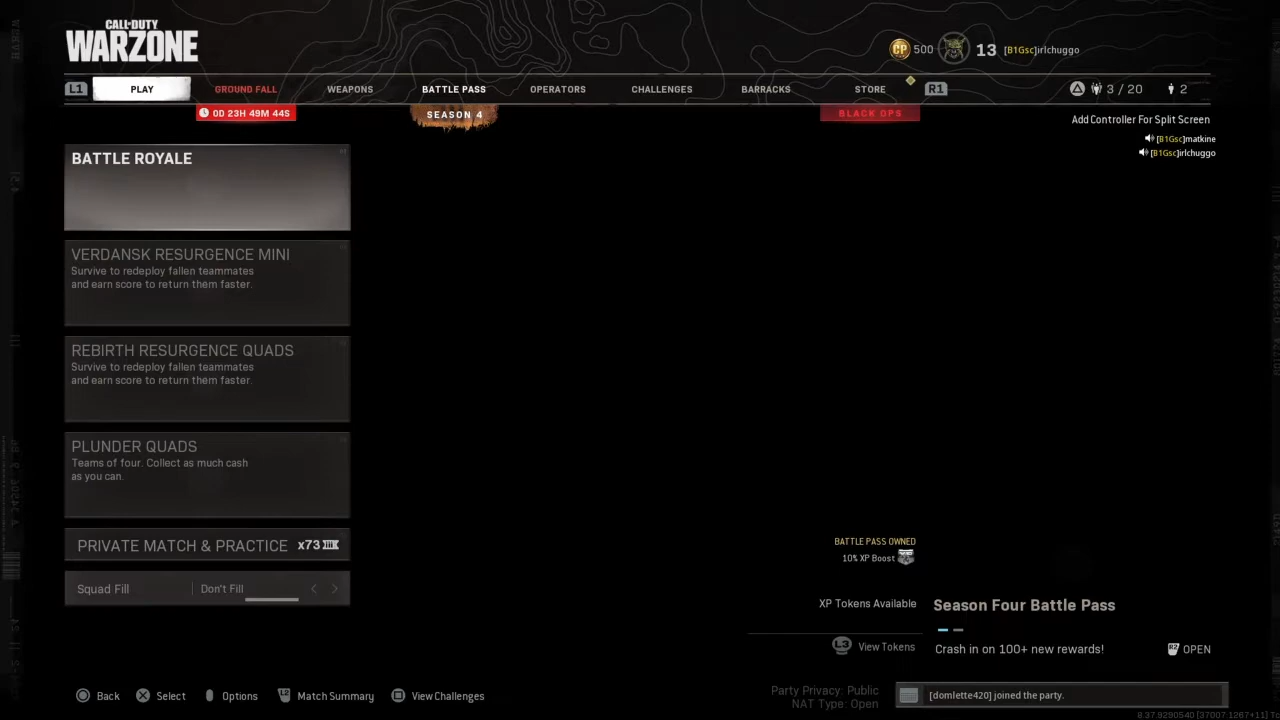 CALL OF DUTY
WARZONE
CP 500
13 [B1Gsc]irlchuggo
L1
PLAY
GROUND FALL
WEAPONS
BATTLE PASS
OPERATORS
CHALLENGES
BARRACKS
STORE
R1
3 / 20
2
0D 23H 49M 44S
SEASON 4
BLACK OPS
Add Controller For Split Screen
[B1Gsc]matkine
[B1Gsc]irlchuggo
BATTLE ROYALE
VERDANSK RESURGENCE MINI
Survive to redeploy fallen teammates
and earn score to return them faster.
REBIRTH RESURGENCE QUADS
Survive to redeploy fallen teammates
and earn score to return them faster.
PLUNDER QUADS
Teams of four. Collect as much cash
as you can.
PRIVATE MATCH & PRACTICE x73
Squad Fill Don't Fill
BATTLE PASS OWNED
10% XP Boost
XP Tokens Available
L3 View Tokens
Season Four Battle Pass
Crash in on 100+ new rewards!
R2 OPEN
Back
Select
Options
L2 Match Summary
View Challenges
Party Privacy: Public
NAT Type: Open
[domlette420] joined the party.